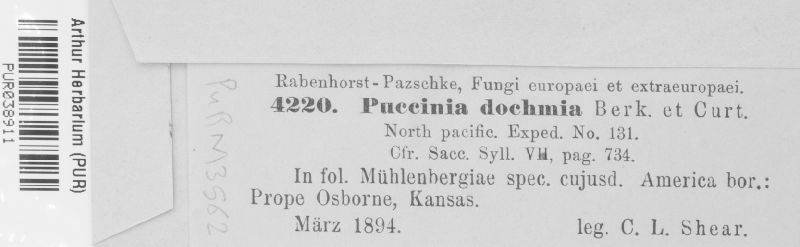 Arthur Herbarium (PUR)
PUR038911
PUR M3562
Rabenhorst-Pazschke, Fungi europaei et extraeuropaei.
4220. Puccinia dochmia Berk. et Curt.
North pacific. Exped. No. 131.
Cfr. Sacc. Syll. VII, pag. 734.
In fol. Mühlenbergiae spec. cujusd. America bor.:
Prope Osborne, Kansas.
März 1894. leg. C. L. Shear.